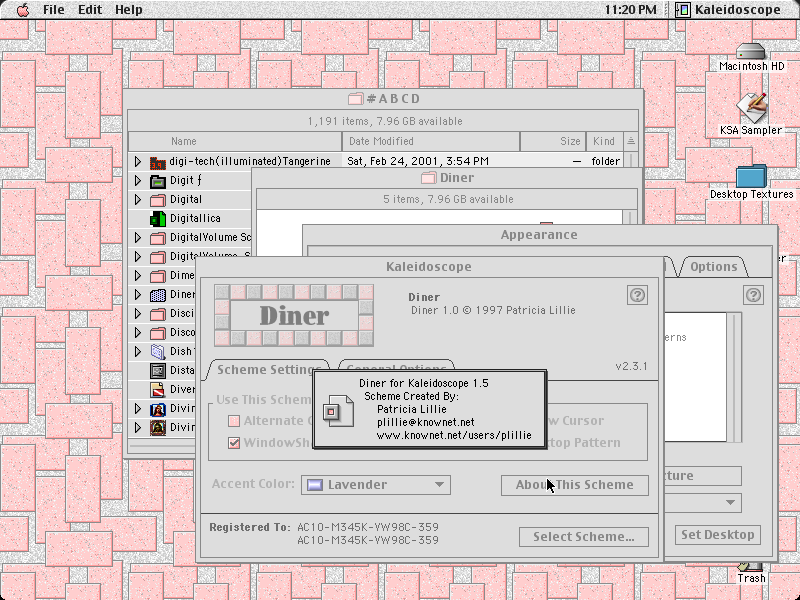 File Edit Help 11:20 PM Kaleidoscope
Macintosh HD
KSA Sampler
Desktop Textures
Trash
#ABCD
1,191 items, 7.96 GB available
Name Date Modified Size Kind
digi-tech(illuminated)Tangerine Sat, Feb 24, 2001, 3:54 PM — folder
Digit ƒ
Digital
Digitallica
DigitalVolume Sc
DigitalVolume
Dime
Diner
Disci
Disco
Dish
Dista
Diver
Divin
Divin
Diner
5 items, 7.96 GB available
Appearance
Options
erns
ture
Set Desktop
Kaleidoscope
Diner
Diner
Diner 1.0 © 1997 Patricia Lillie
v2.3.1
Scheme Settings General Options
Use This Schem
Alternate
WindowSh
w Cursor
top Pattern
Diner for Kaleidoscope 1.5
Scheme Created By:
Patricia Lillie
plillie@knownet.net
www.knownet.net/users/plillie
Accent Color: Lavender About This Scheme
Registered To: AC10-M345K-YW98C-359
AC10-M345K-YW98C-359
Select Scheme...